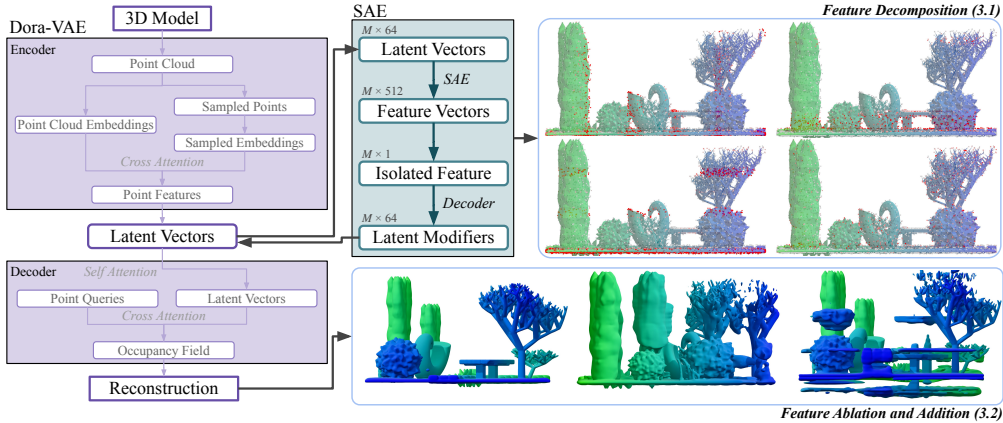 Dora-VAE
3D Model
Encoder
Point Cloud
Point Cloud Embeddings
Sampled Points
Sampled Embeddings
Cross Attention
Point Features
Latent Vectors
Decoder
Self Attention
Point Queries
Latent Vectors
Cross Attention
Occupancy Field
Reconstruction
SAE
M × 64
Latent Vectors
SAE
M × 512
Feature Vectors
M × 1
Isolated Feature
Decoder
M × 64
Latent Modifiers
Feature Decomposition (3.1)
Feature Ablation and Addition (3.2)